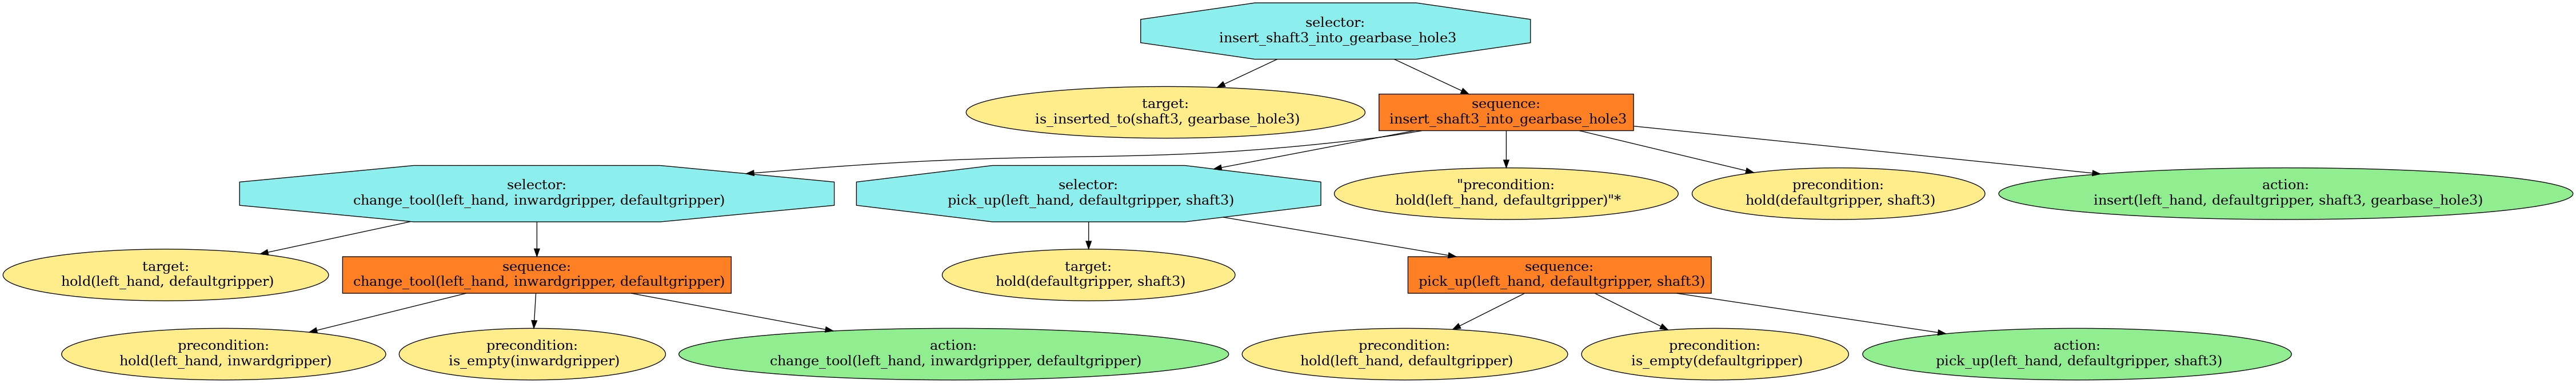 selector:
insert_shaft3_into_gearbase_hole3
target:
is_inserted_to(shaft3, gearbase_hole3)
sequence:
insert_shaft3_into_gearbase_hole3
selector:
change_tool(left_hand, inwardgripper, defaultgripper)
selector:
pick_up(left_hand, defaultgripper, shaft3)
"precondition:
hold(left_hand, defaultgripper)"*
precondition:
hold(defaultgripper, shaft3)
action:
insert(left_hand, defaultgripper, shaft3, gearbase_hole3)
target:
hold(left_hand, defaultgripper)
sequence:
change_tool(left_hand, inwardgripper, defaultgripper)
target:
hold(defaultgripper, shaft3)
sequence:
pick_up(left_hand, defaultgripper, shaft3)
precondition:
hold(left_hand, inwardgripper)
precondition:
is_empty(inwardgripper)
action:
change_tool(left_hand, inwardgripper, defaultgripper)
precondition:
hold(left_hand, defaultgripper)
precondition:
is_empty(defaultgripper)
action:
pick_up(left_hand, defaultgripper, shaft3)